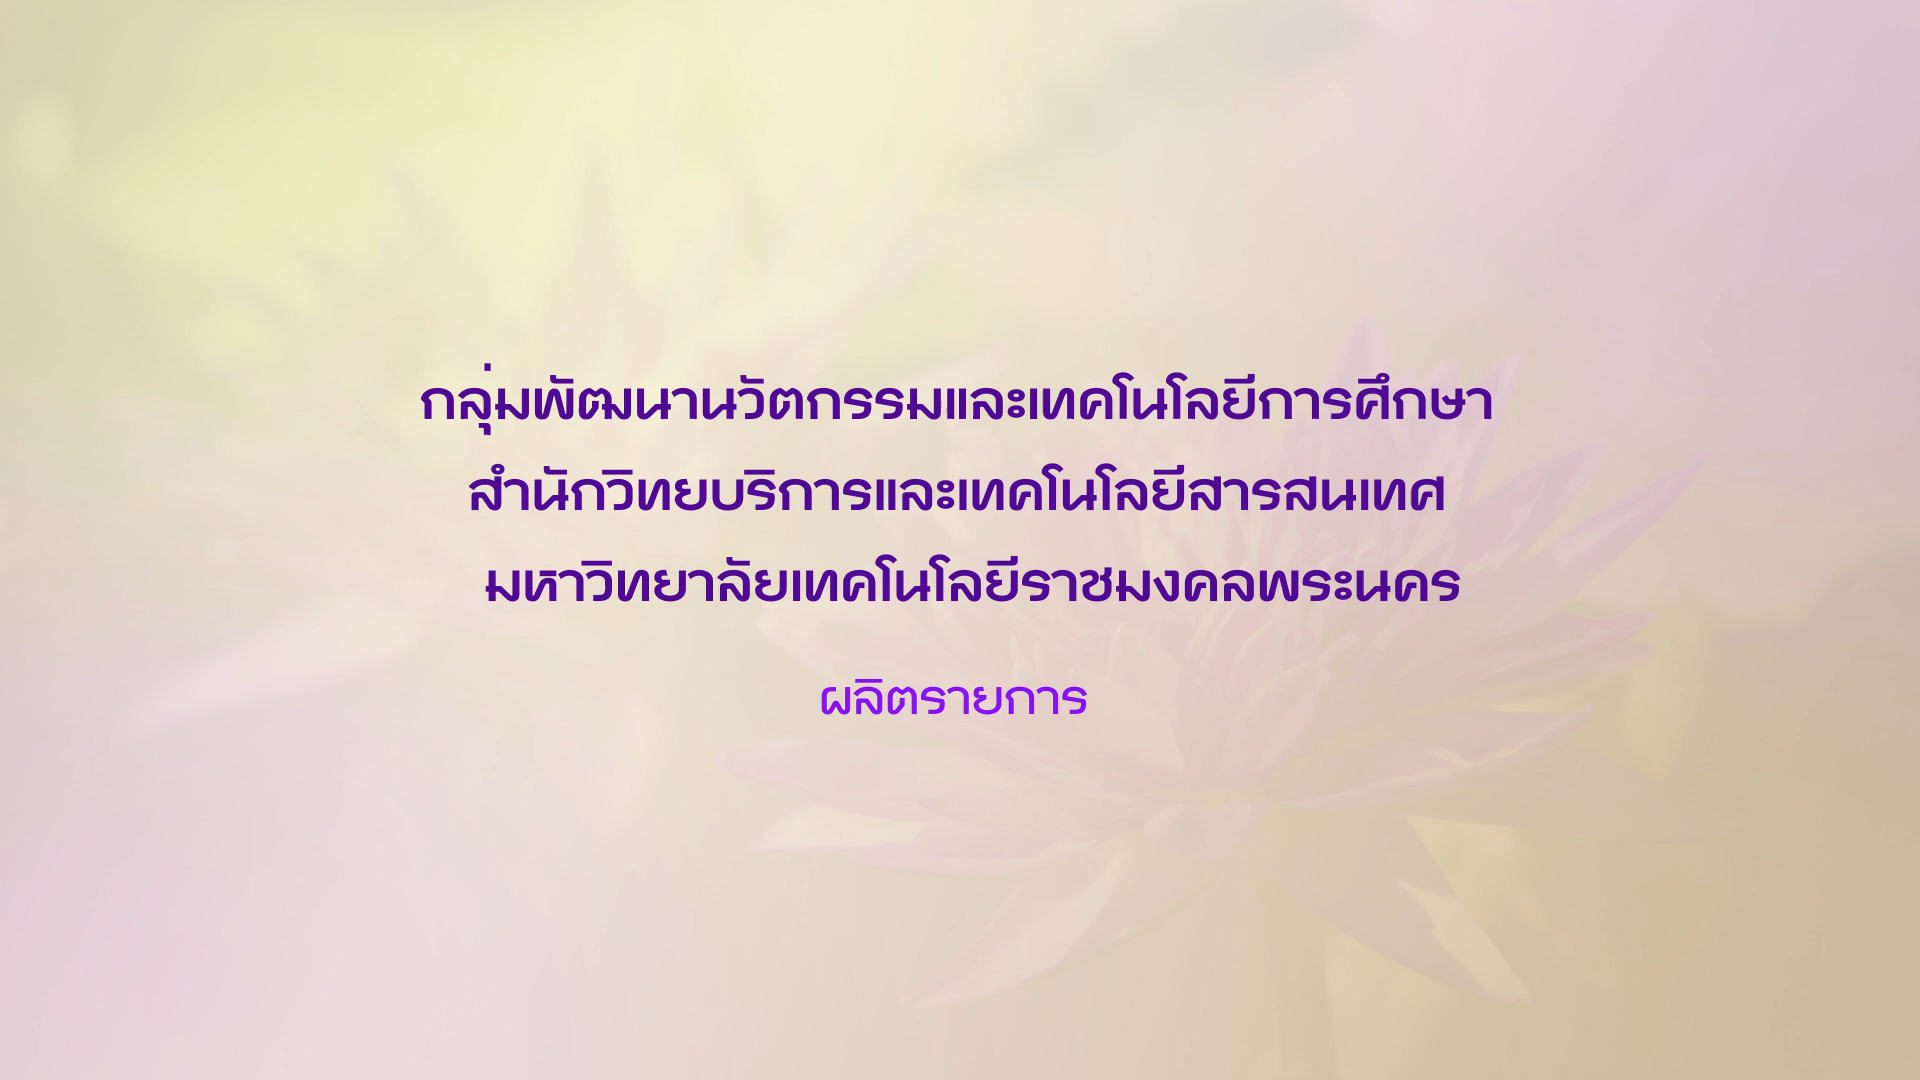 กลุ่มพัฒนานวัตกรรมและเทคโนโลยีการศึกษา
สำนักวิทยบริการและเทคโนโลยีสารสนเทศ
มหาวิทยาลัยเทคโนโลยีราชมงคลพระนคร
ผลิตรายการ